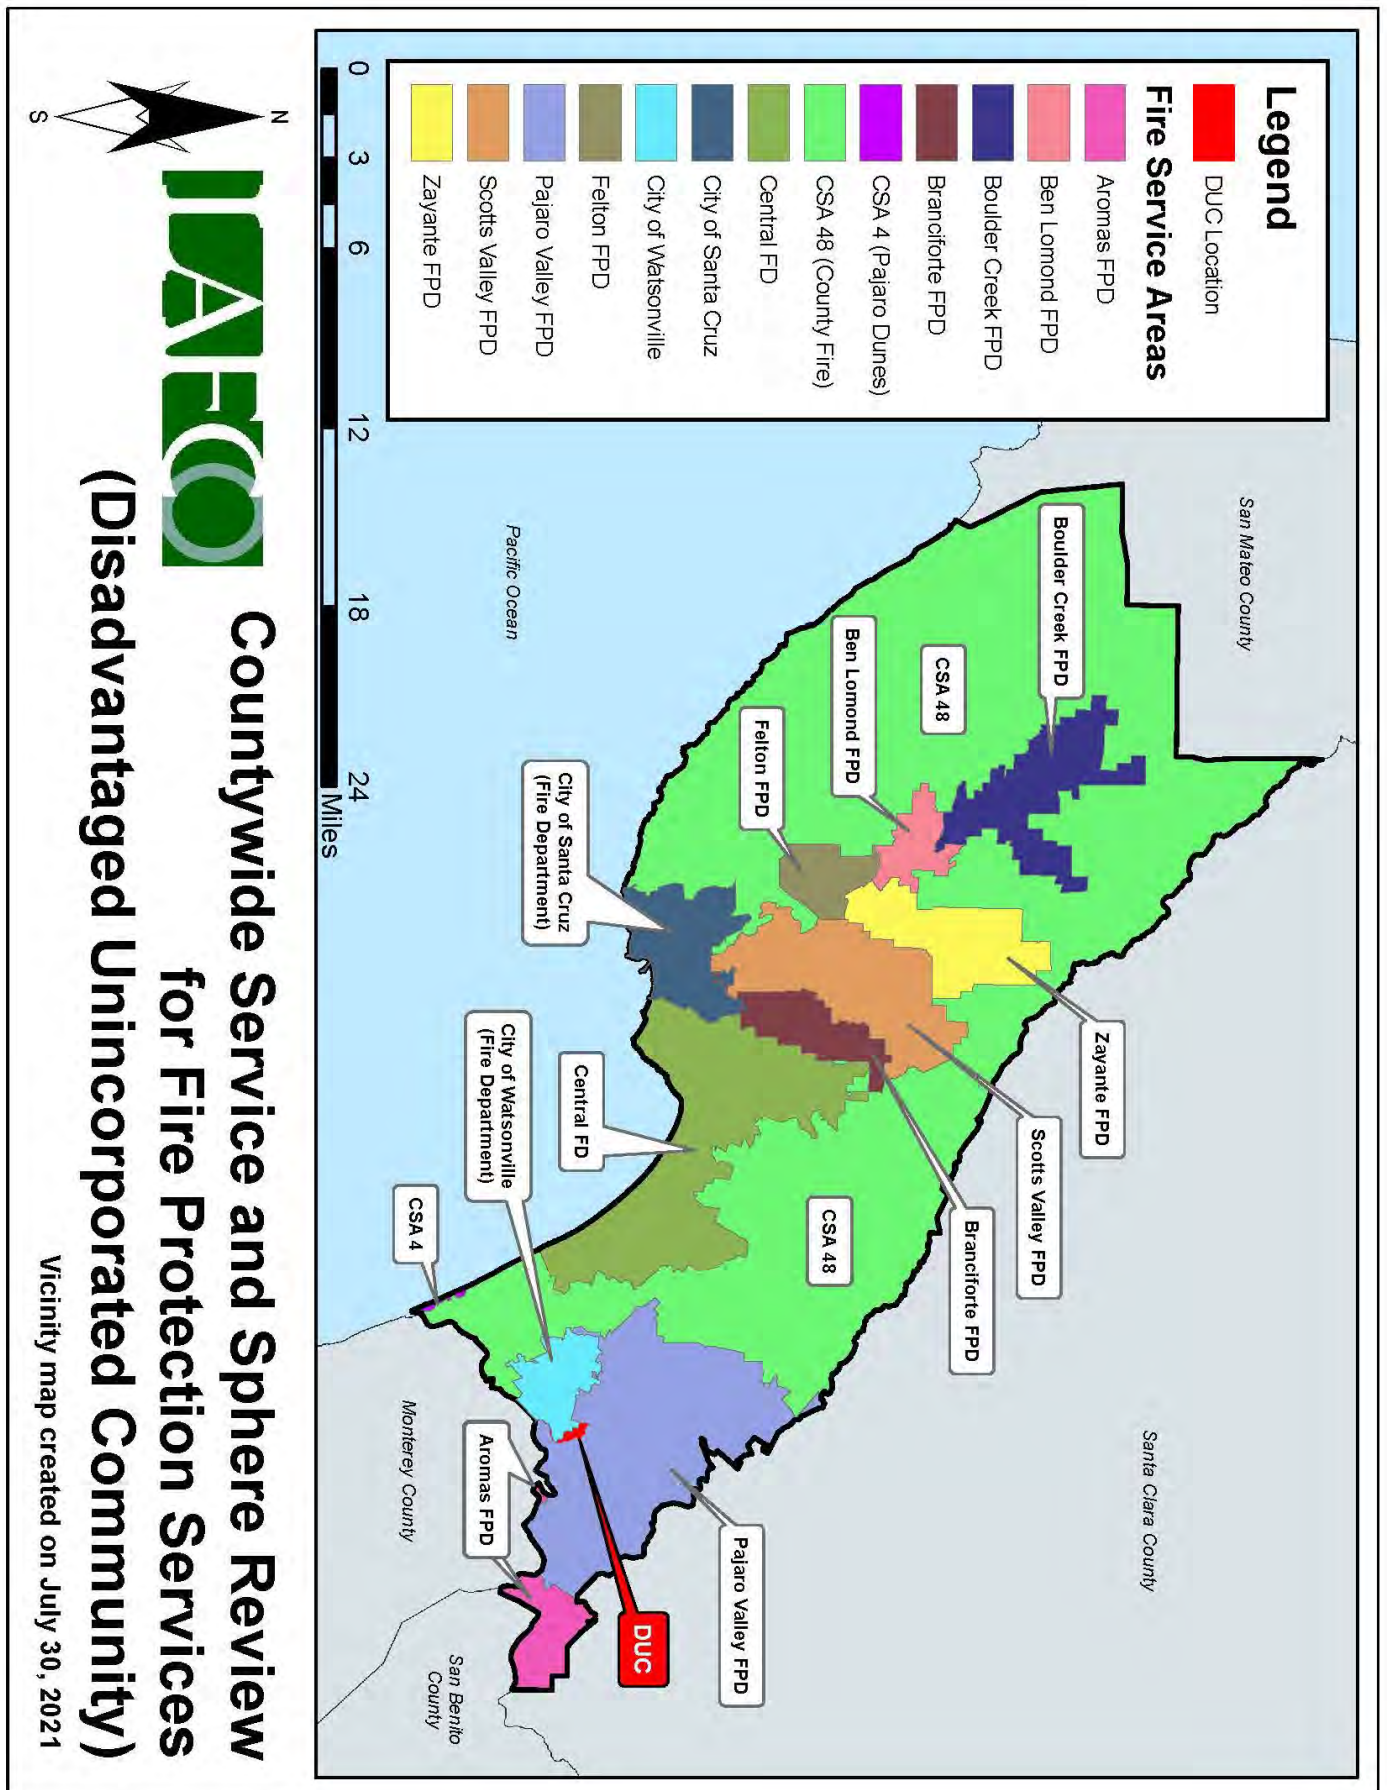 Legend
DUC Location
Fire Service Areas
Aromas FPD
Ben Lomond FPD
Boulder Creek FPD
Branciforte FPD
CSA 4 (Pajaro Dunes)
CSA 48 (County Fire)
Central FD
City of Santa Cruz
City of Watsonville
Felton FPD
Pajaro Valley FPD
Scotts Valley FPD
Zayante FPD
San Mateo County
Santa Clara County
Boulder Creek FPD
CSA 48
Ben Lomond FPD
Felton FPD
Zayante FPD
Scotts Valley FPD
Branciforte FPD
CSA 48
Pajaro Valley FPD
DUC
City of Santa Cruz
(Fire Department)
Central FD
City of Watsonville
(Fire Department)
CSA 4
Aromas FPD
Pacific Ocean
Monterey County
San Benito
County
0 3 6 12 18 24
Miles
N
S
LAFCO
Countywide Service and Sphere Review
for Fire Protection Services
(Disadvantaged Unincorporated Community)
Vicinity map created on July 30, 2021